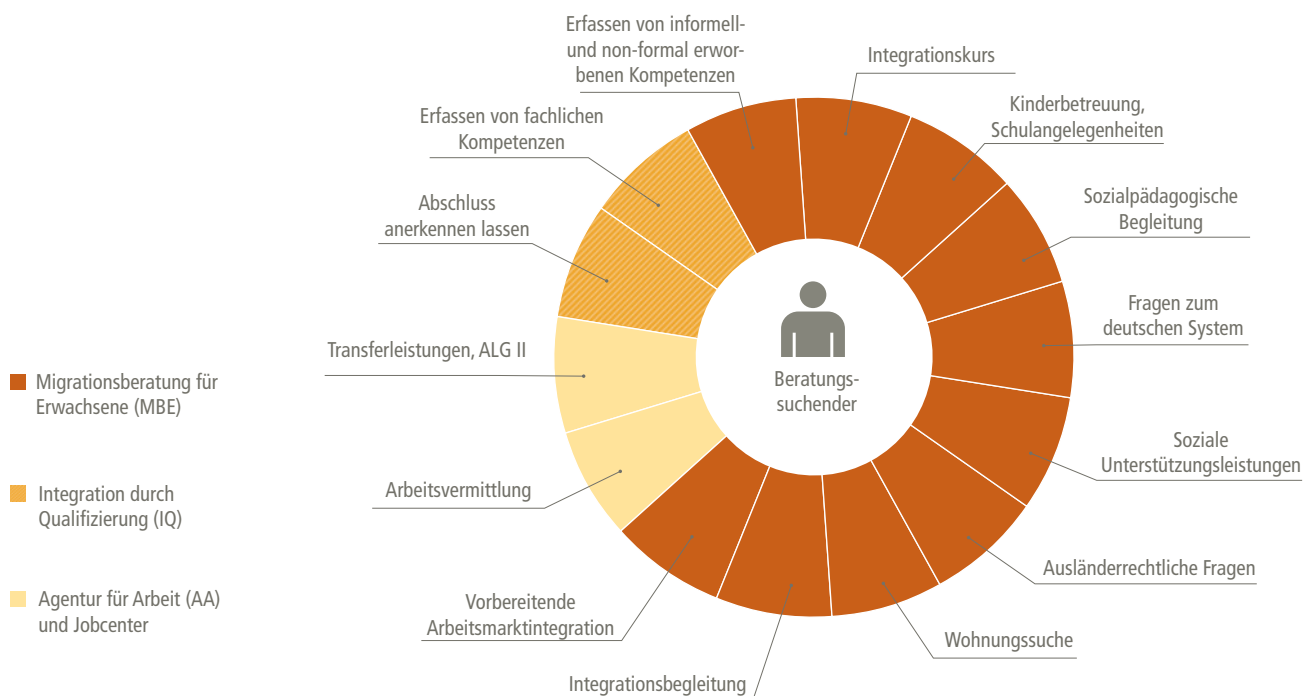 Erfassen von informell-
und non-formal erwor-
benen Kompetenzen
Integrationskurs
Kinderbetreuung,
Schulangelegenheiten
Erfassen von fachlichen
Kompetenzen
Sozialpädagogische
Begleitung
Abschluss
anerkennen lassen
Fragen zum
deutschen System
Transferleistungen, ALG II
Beratungs-
suchender
Migrationsberatung für
Erwachsene (MBE)
Soziale
Unterstützungsleistungen
Integration durch
Qualifizierung (IQ)
Arbeitsvermittlung
Ausländerrechtliche Fragen
Agentur für Arbeit (AA)
und Jobcenter
Vorbereitende
Arbeitsmarktintegration
Wohnungssuche
Integrationsbegleitung